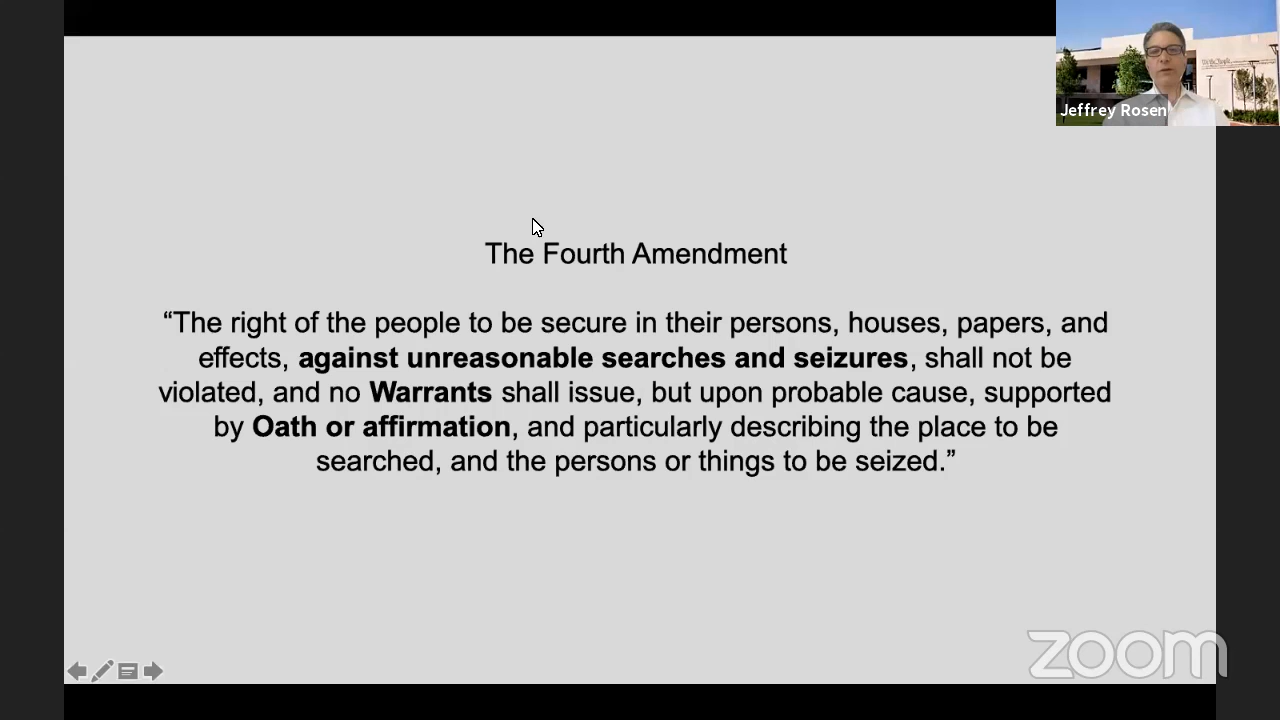 We the People
Jeffrey Rosen
The Fourth Amendment
“The right of the people to be secure in their persons, houses, papers, and
effects, against unreasonable searches and seizures, shall not be
violated, and no Warrants shall issue, but upon probable cause, supported
by Oath or affirmation, and particularly describing the place to be
searched, and the persons or things to be seized.”
zoom